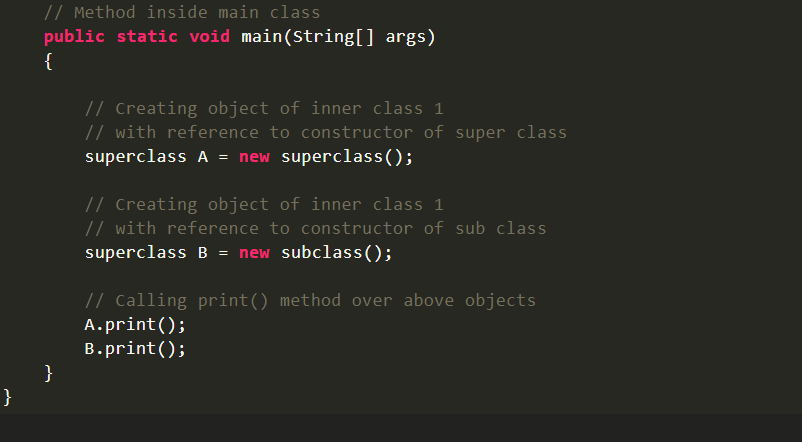 // Method inside main class
public static void main(String[] args)
{
// Creating object of inner class 1
// with reference to constructor of super class
superclass A = new superclass();
// Creating object of inner class 1
// with reference to constructor of sub class
superclass B = new subclass();
// Calling print() method over above objects
A.print();
B.print();
}
}